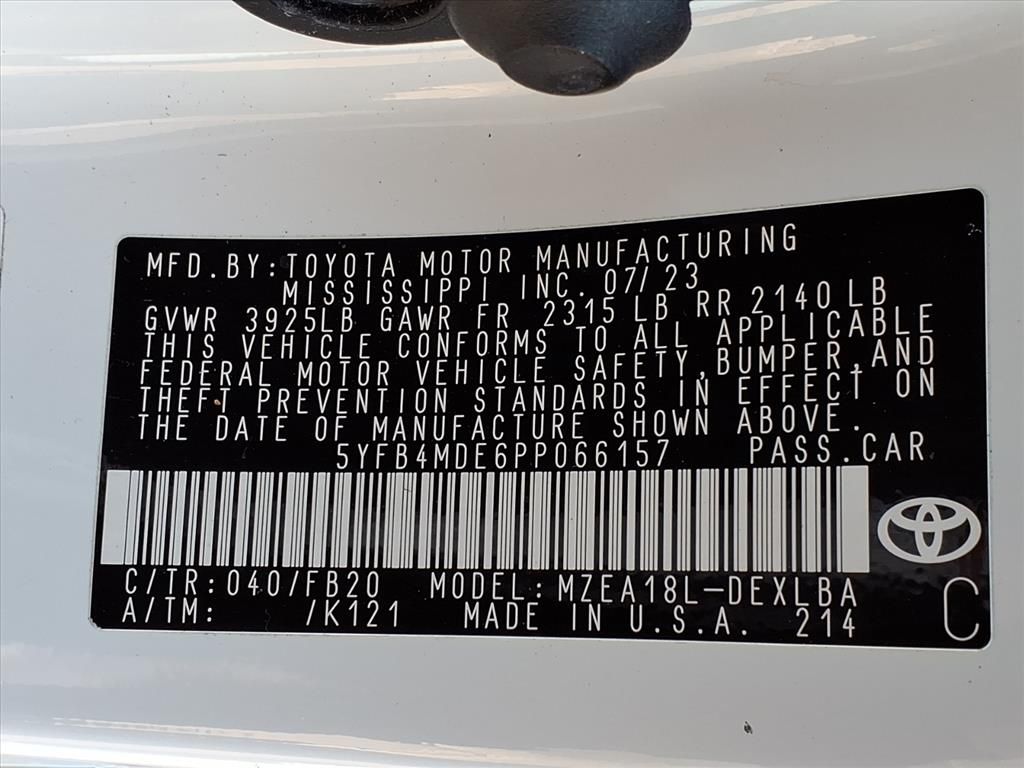 MFD.BY:TOYOTA MOTOR MANUFACTURING
MISSISSIPPI INC. 07/23
GVWR 3925LB GAWR FR 2315 LB RR 2140 LB
THIS VEHICLE CONFORMS TO ALL APPLICABLE
FEDERAL MOTOR VEHICLE SAFETY,BUMPER,AND
THEFT PREVENTION STANDARDS IN EFFECT ON
THE DATE OF MANUFACTURE SHOWN ABOVE.
5YFB4MDE6PP066157 PASS.CAR
C/TR:040/FB20 MODEL:MZEA18L-DEXLBA
A/TM: /K121 MADE IN U.S.A. 214
C